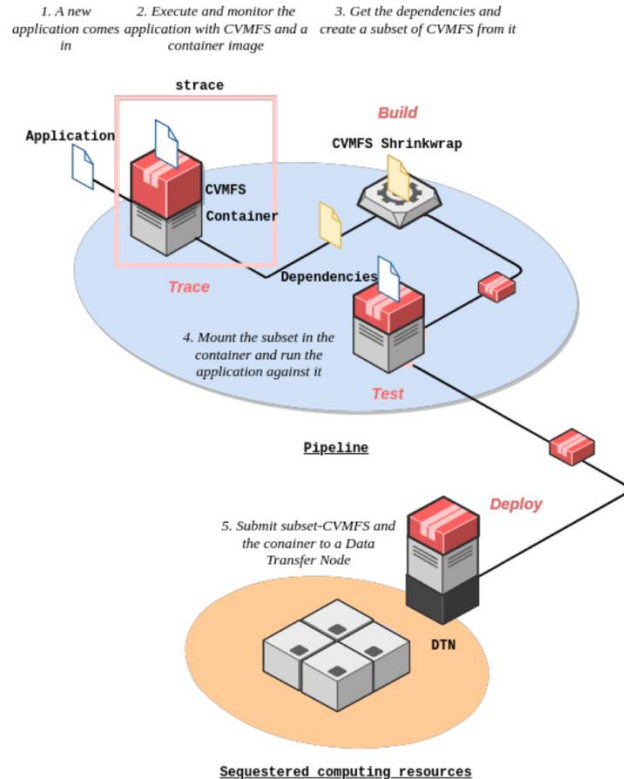 1. A new
application comes
in
2. Execute and monitor the
application with CVMFS and a
container image
3. Get the dependencies and
create a subset of CVMFS from it
strace
Build
Application
CVMFS Shrinkwrap
CVMFS
Container
Dependencies
Trace
4. Mount the subset in the
container and run the
application against it
Test
Pipeline
Deploy
5. Submit subset-CVMFS and
the conainer to a Data
Transfer Node
DTN
Sequestered computing resources